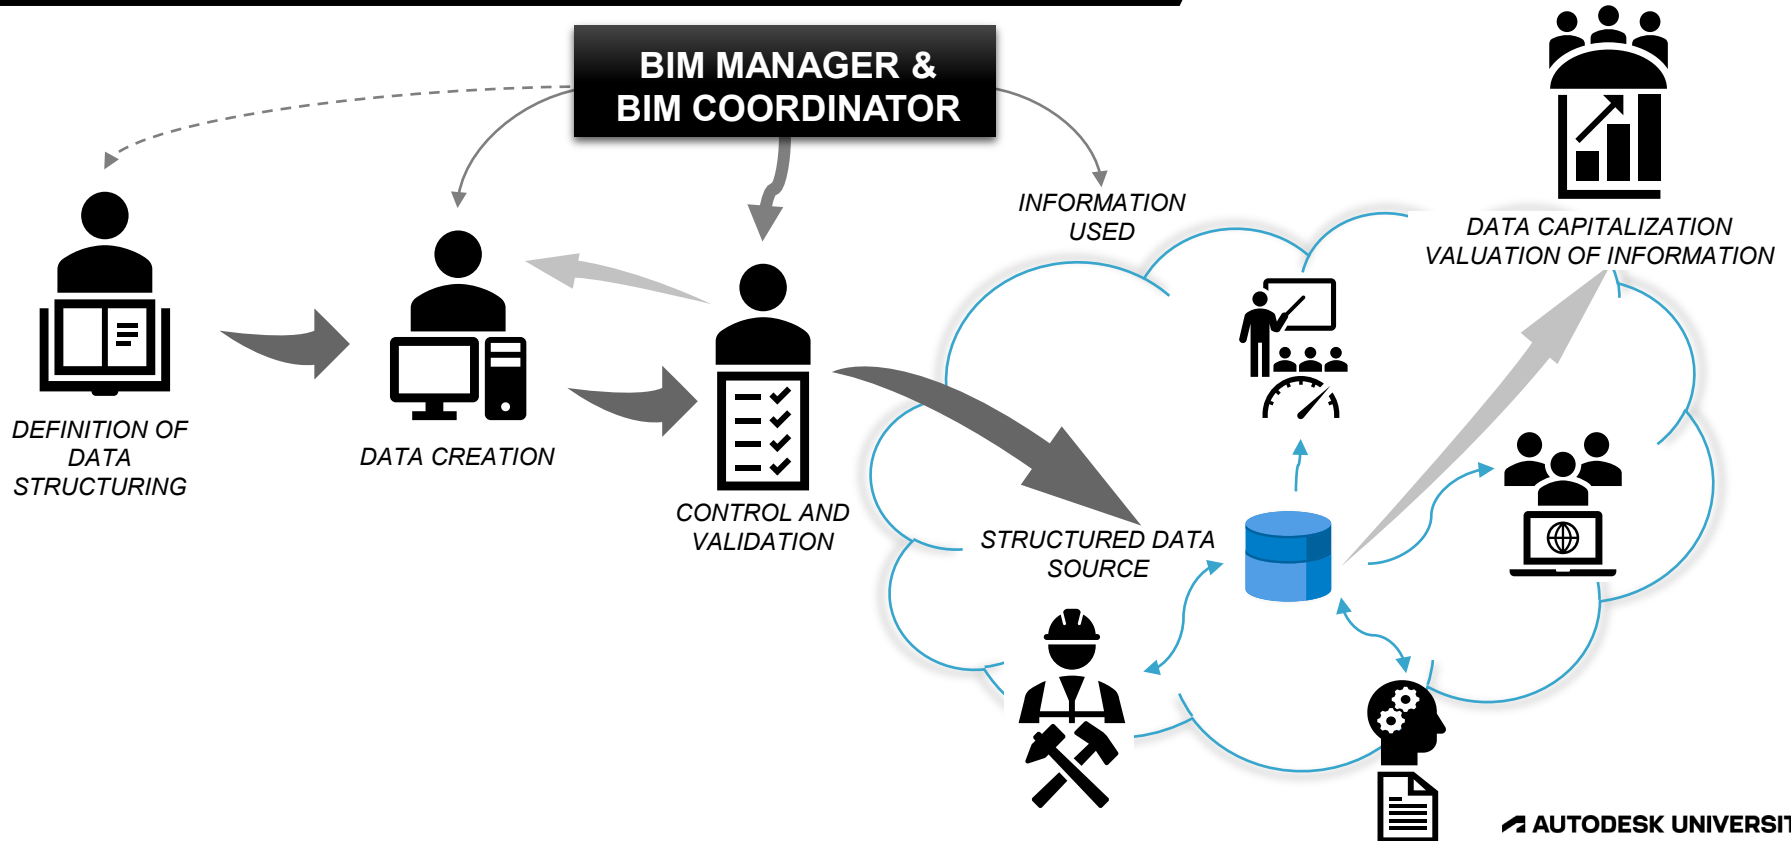 BIM MANAGER &
BIM COORDINATOR
INFORMATION
USED
DATA CAPITALIZATION
VALUATION OF INFORMATION
DEFINITION OF
DATA
STRUCTURING
DATA CREATION
CONTROL AND
VALIDATION
STRUCTURED DATA
SOURCE
AUTODESK UNIVERSIT